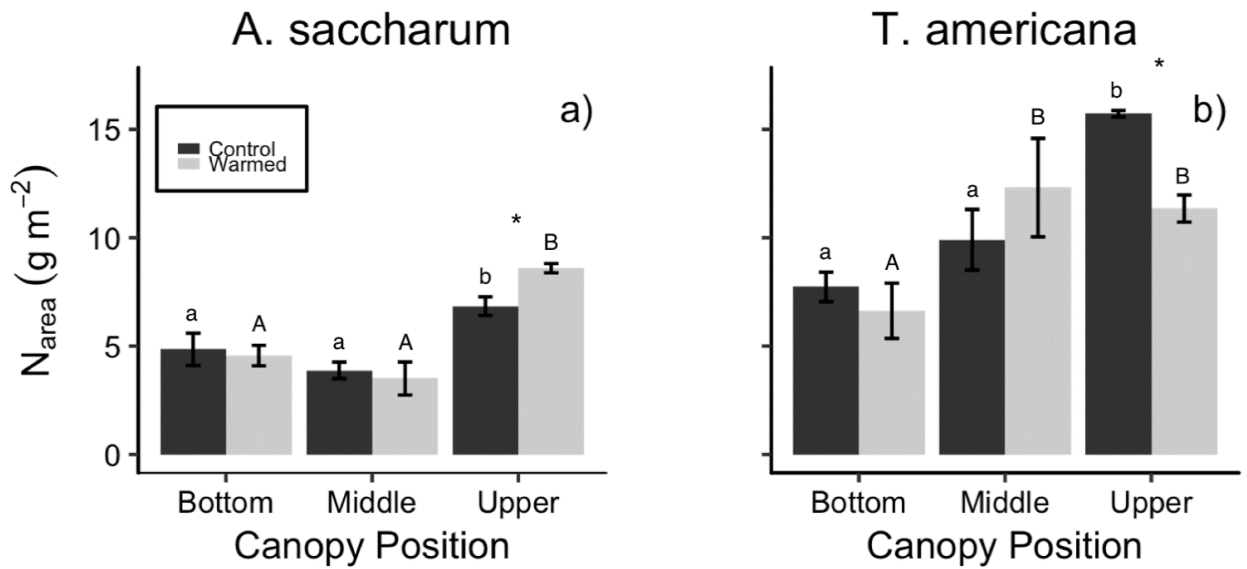 A. saccharum
T. americana
a)
b)
Control
Warmed
N area (g m−2)
15
10
5
0
a
A
a
A
b
*
B
a
A
a
B
b
*
B
Bottom Middle Upper
Bottom Middle Upper
Canopy Position
Canopy Position